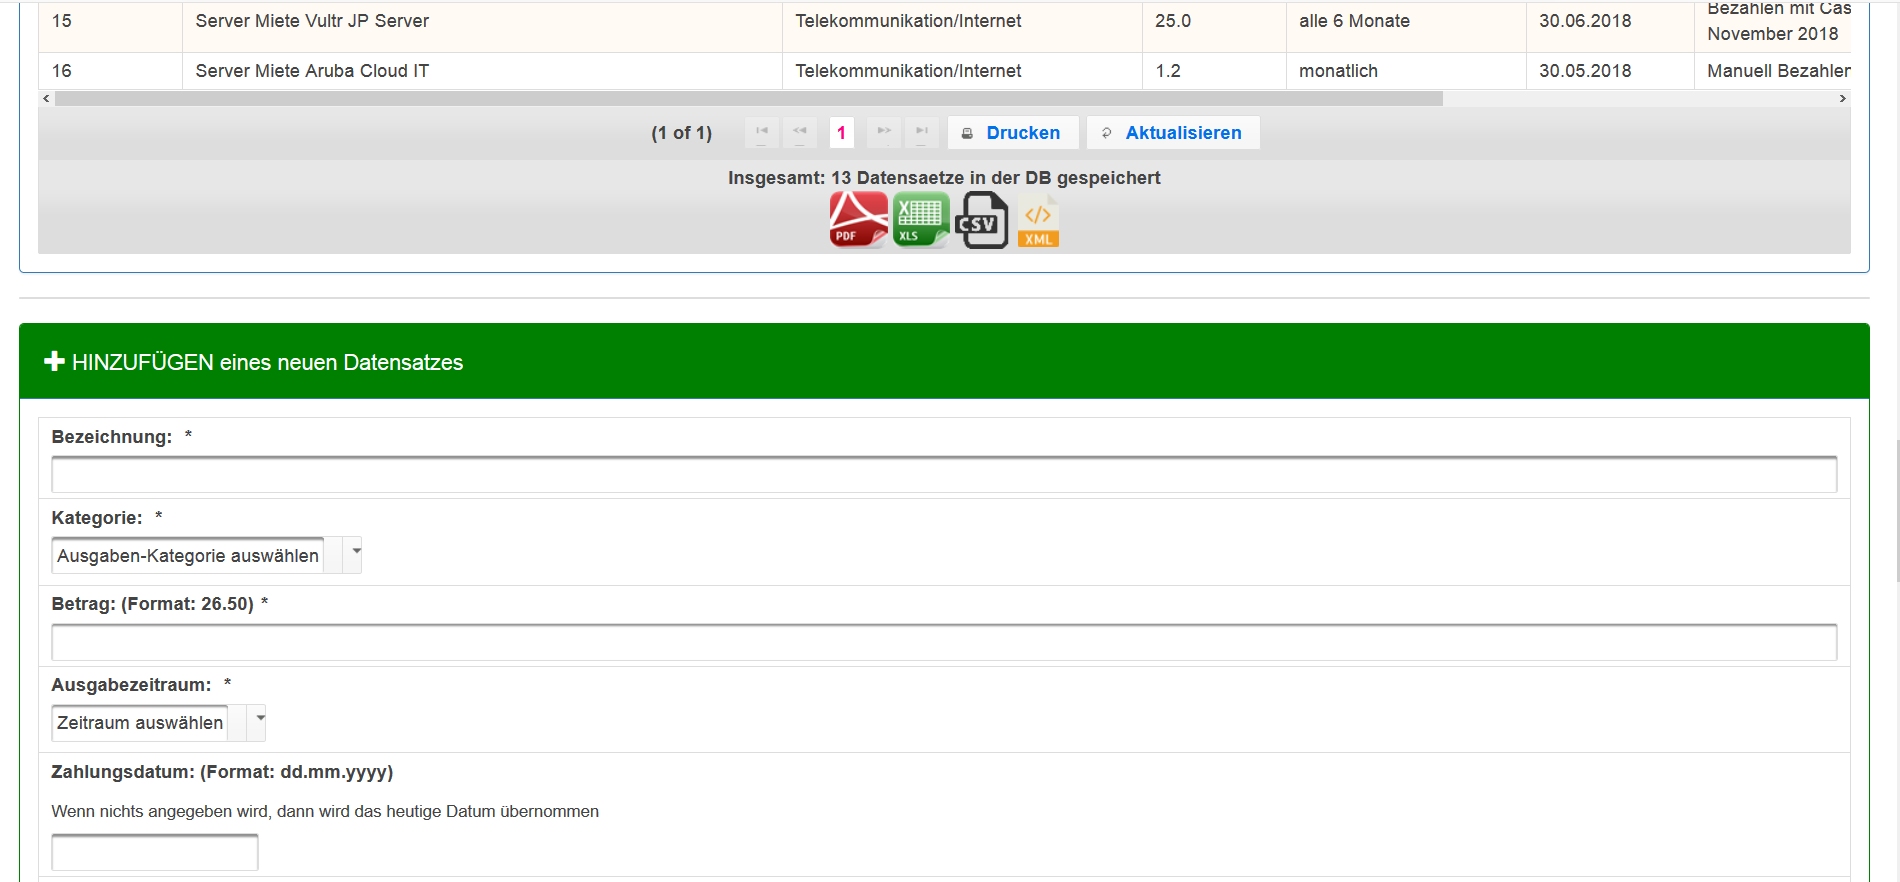 15 Server Miete Vultr JP Server Telekommunikation/Internet 25.0 alle 6 Monate 30.06.2018 Bezahlen mit Cas
November 2018
16 Server Miete Aruba Cloud IT Telekommunikation/Internet 1.2 monatlich 30.05.2018 Manuell Bezahlen
(1 of 1) 1 Drucken Aktualisieren
Insgesamt: 13 Datensaetze in der DB gespeichert
PDF XLS CSV XML
HINZUFÜGEN eines neuen Datensatzes
Bezeichnung: *
Kategorie: *
Ausgaben-Kategorie auswählen
Betrag: (Format: 26.50) *
Ausgabezeitraum: *
Zeitraum auswählen
Zahlungsdatum: (Format: dd.mm.yyyy)
Wenn nichts angegeben wird, dann wird das heutige Datum übernommen